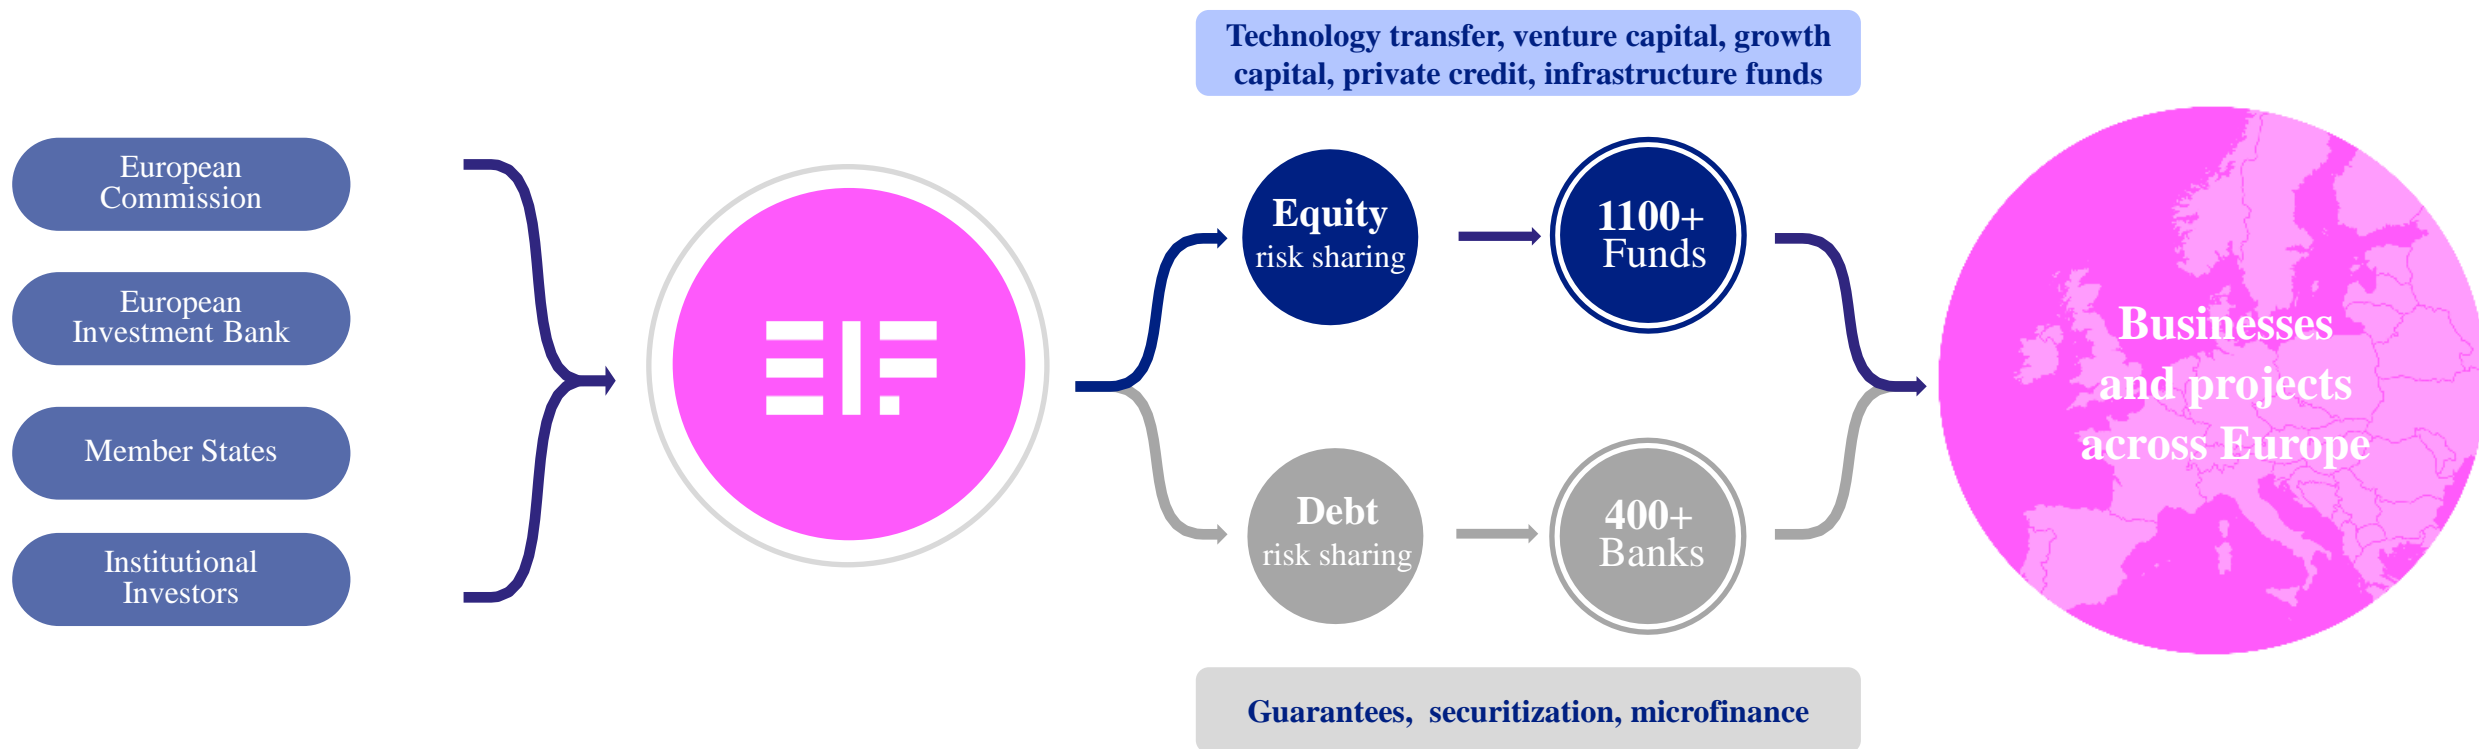 Technology transfer, venture capital, growth
capital, private credit, infrastructure funds
European
Commission
European
Investment Bank
Member States
Institutional
Investors
EIF
Equity
risk sharing
1100+
Funds
Debt
risk sharing
400+
Banks
Businesses
and projects
across Europe
Guarantees,  securitization, microfinance